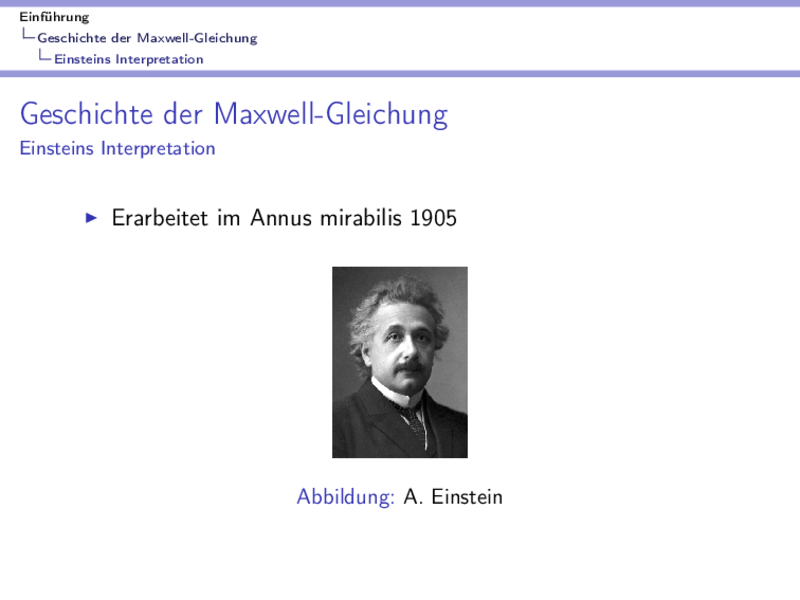 Einführung
Geschichte der Maxwell-Gleichung
Einsteins Interpretation
Geschichte der Maxwell-Gleichung
Einsteins Interpretation
Erarbeitet im Annus mirabilis 1905
Abbildung: A. Einstein